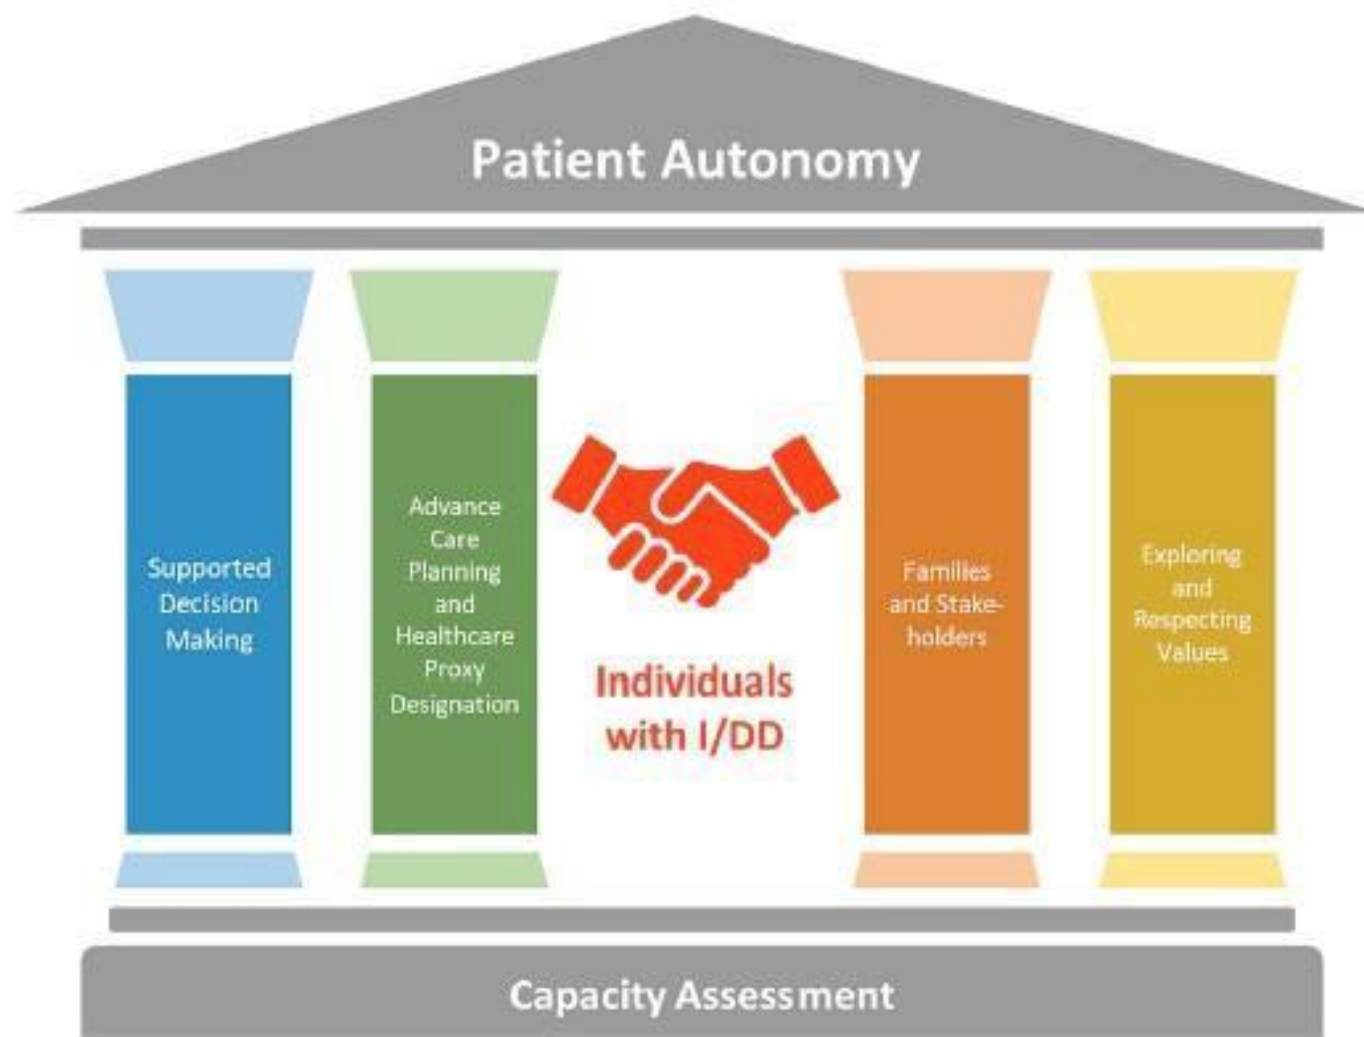 Patient Autonomy
Supported
Decision
Making
Advance
Care
Planning
and
Healthcare
Proxy
Designation
Individuals
with I/DD
Families
and Stake-
holders
Exploring
and
Respecting
Values
Capacity Assessment